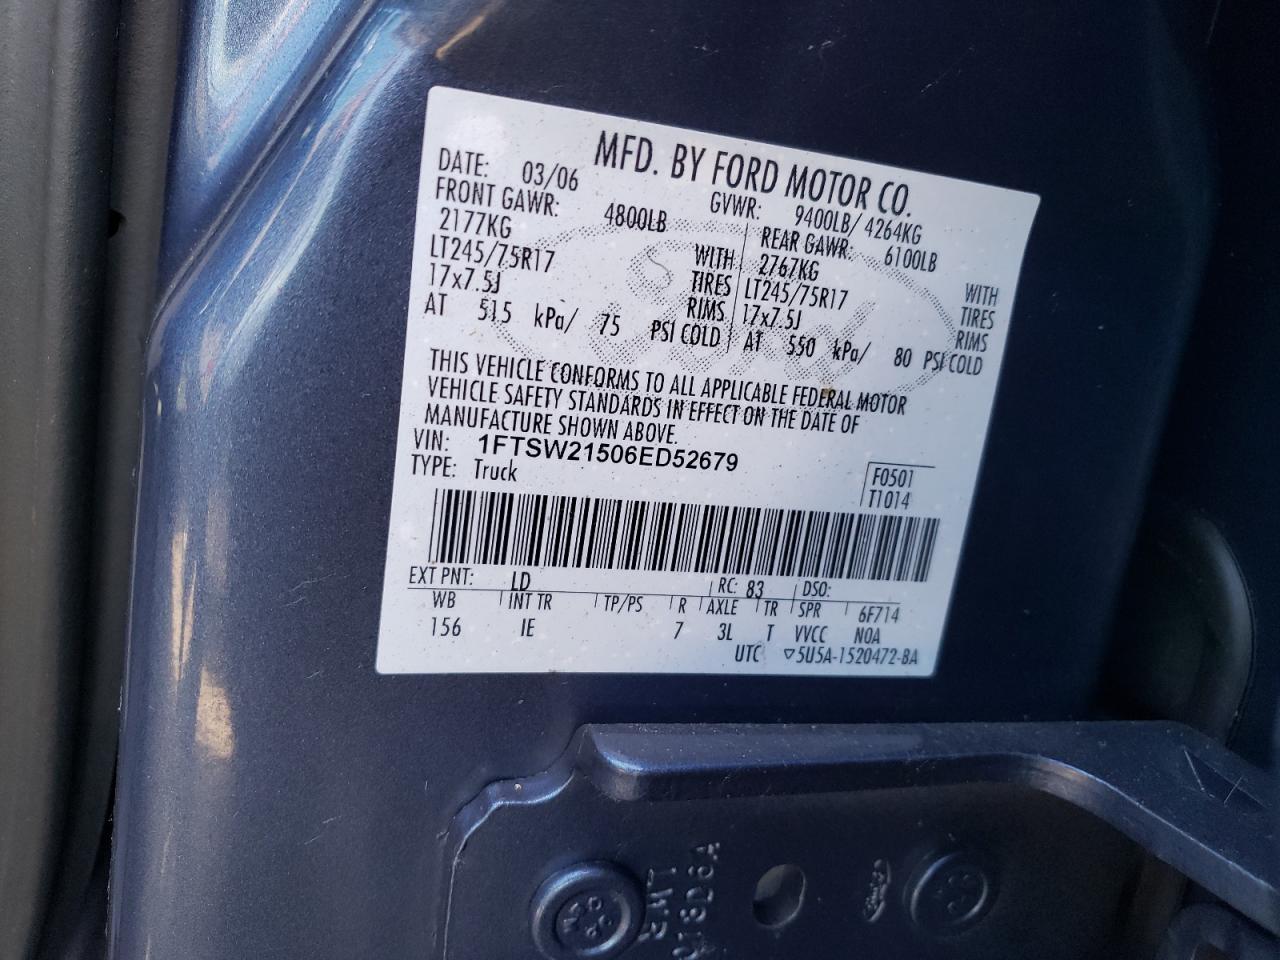 MFD. BY FORD MOTOR CO.
DATE: 03/06 GVWR: 9400LB/ 4264KG
FRONT GAWR: 4800LB REAR GAWR: 6100LB
2177KG WITH 2767KG WITH
LT245/75R17 TIRES LT245/75R17 TIRES
17x7.5J RIMS 17x7.5J RIMS
AT 515 kPa/ 75 PSI COLD AT 550 kPa/ 80 PSI COLD
THIS VEHICLE CONFORMS TO ALL APPLICABLE FEDERAL MOTOR
VEHICLE SAFETY STANDARDS IN EFFECT ON THE DATE OF
MANUFACTURE SHOWN ABOVE.
VIN: 1FTSW21506ED52679
TYPE: Truck
F0501
T1014
EXT PNT: LD RC: 83 DSO:
WB INT TR TP/PS R AXLE TR SPR 6F714
156 IE 7 3L T VVCC NOA
UTC ▽5U5A-1520472-BA